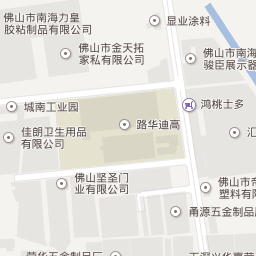 佛山市南海力皇
胶粘制品有限公司
显业涂料
佛山市金天拓
家私有限公司
佛山市南海
骏臣展示器
城南工业园
鸿桃士多
路华迪高
汇
佳朗卫生用品
有限公司
佛山坚圣门
业有限公司
佛山市帝
塑料有限
甬源五金制品